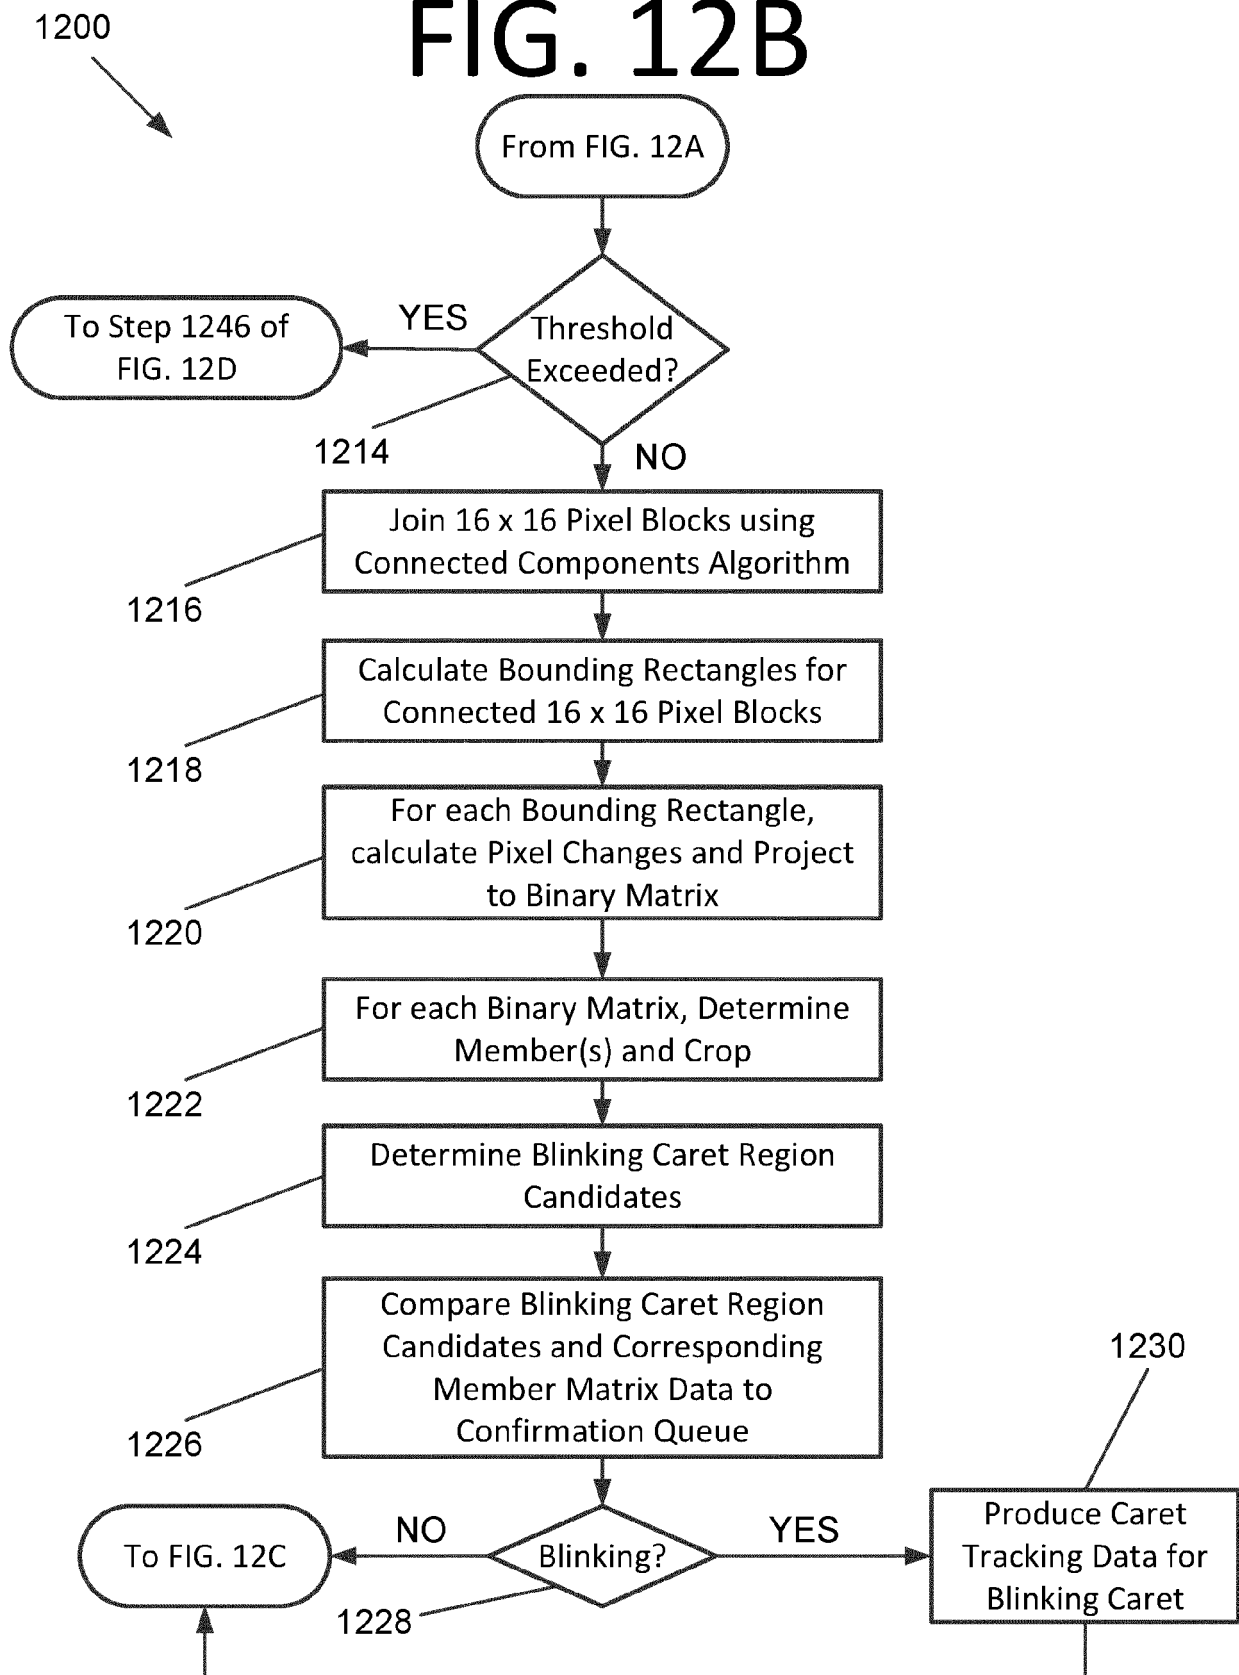 1200
FIG. 12B
From FIG. 12A
To Step 1246 of
FIG. 12D
YES
Threshold
Exceeded?
1214
NO
Join 16 x 16 Pixel Blocks using
Connected Components Algorithm
1216
Calculate Bounding Rectangles for
Connected 16 x 16 Pixel Blocks
1218
For each Bounding Rectangle,
calculate Pixel Changes and Project
to Binary Matrix
1220
For each Binary Matrix, Determine
Member(s) and Crop
1222
Determine Blinking Caret Region
Candidates
1224
Compare Blinking Caret Region
Candidates and Corresponding
Member Matrix Data to
Confirmation Queue
1226
1230
To FIG. 12C
NO
Blinking?
YES
1228
Produce Caret
Tracking Data for
Blinking Caret